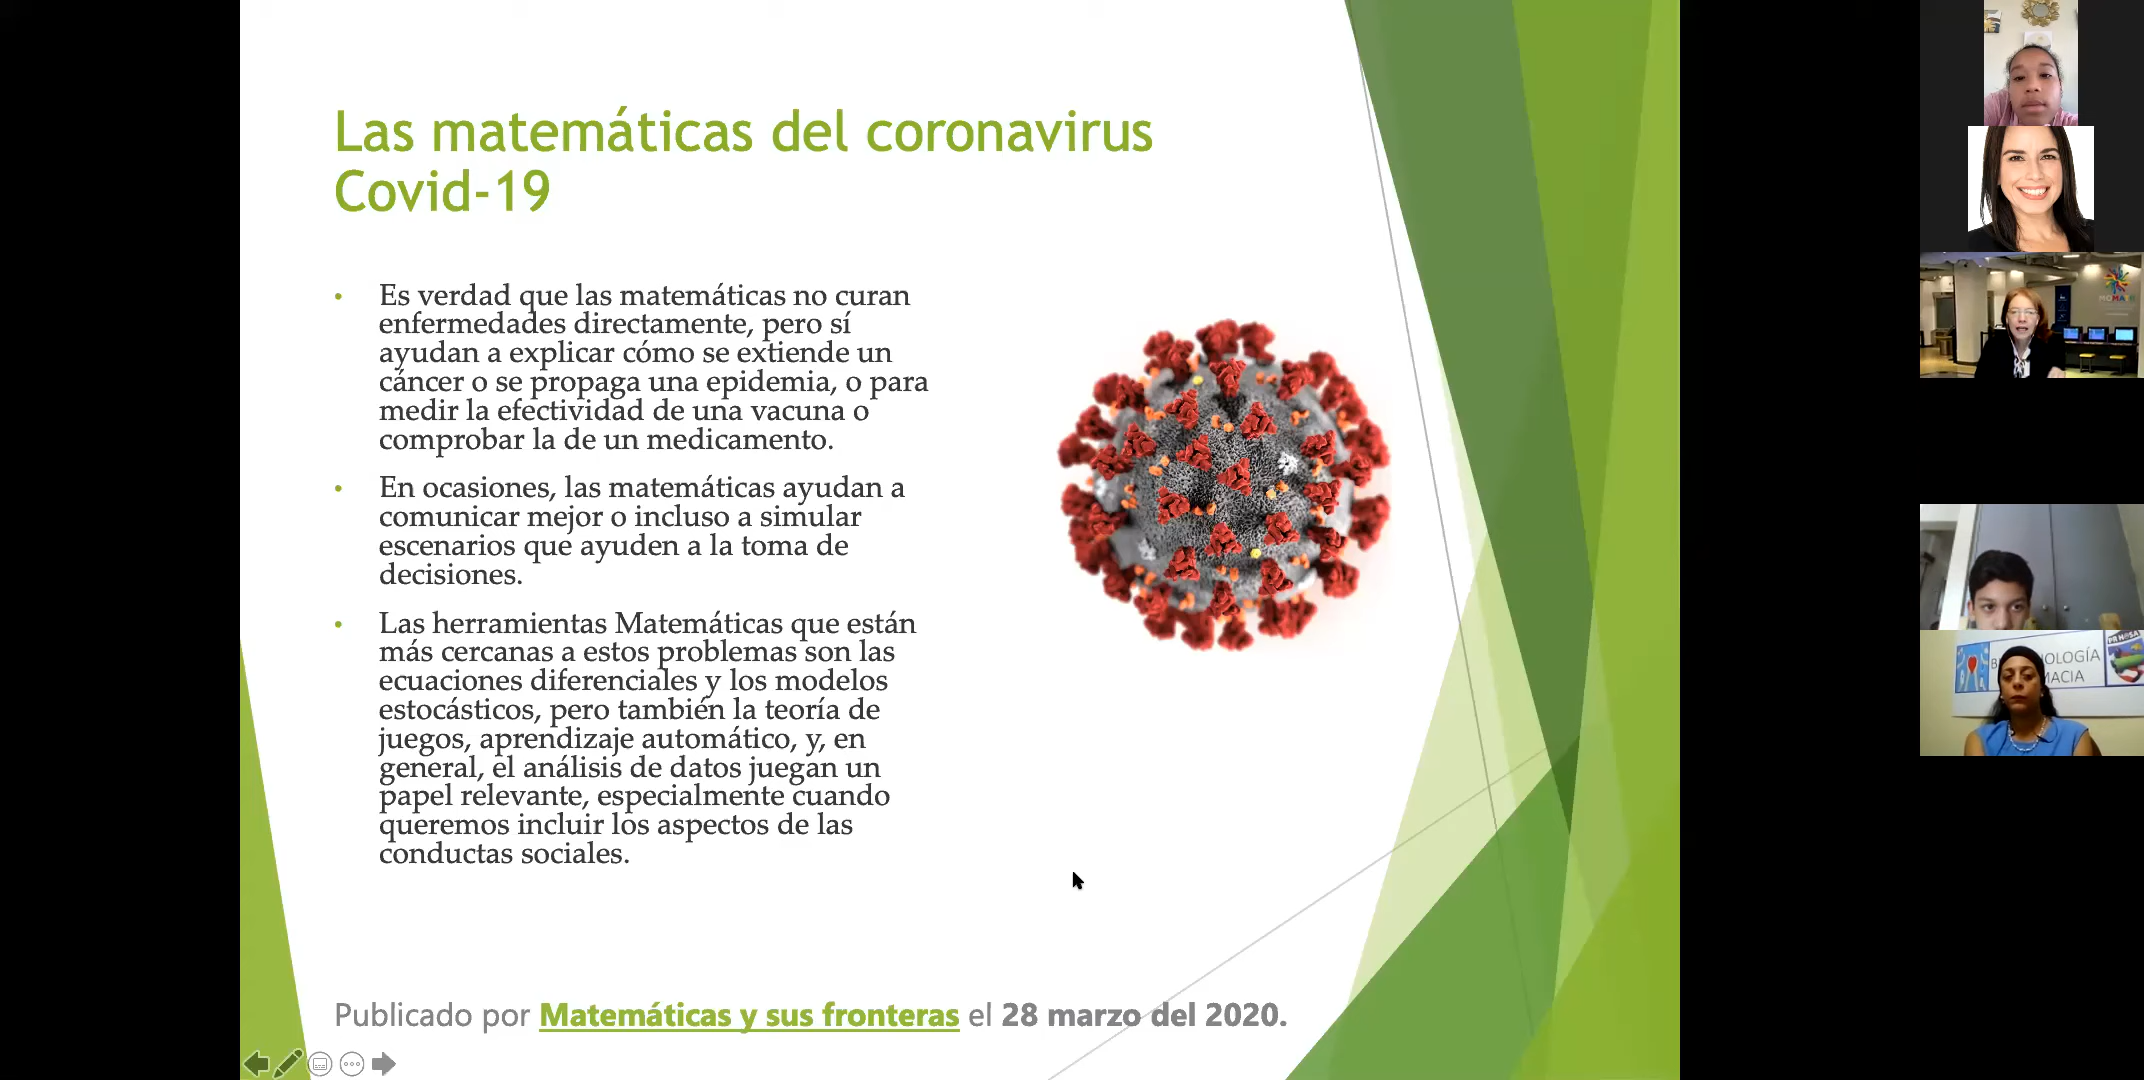 Las matemáticas del coronavirus
Covid-19
• Es verdad que las matemáticas no curan
enfermedades directamente, pero sí
ayudan a explicar cómo se extiende un
cáncer o se propaga una epidemia, o para
medir la efectividad de una vacuna o
comprobar la de un medicamento.
• En ocasiones, las matemáticas ayudan a
comunicar mejor o incluso a simular
escenarios que ayuden a la toma de
decisiones.
• Las herramientas Matemáticas que están
más cercanas a estos problemas son las
ecuaciones diferenciales y los modelos
estocásticos, pero también la teoría de
juegos, aprendizaje automático, y, en
general, el análisis de datos juegan un
papel relevante, especialmente cuando
queremos incluir los aspectos de las
conductas sociales.
Publicado por Matemáticas y sus fronteras el 28 marzo del 2020.
MOMATH